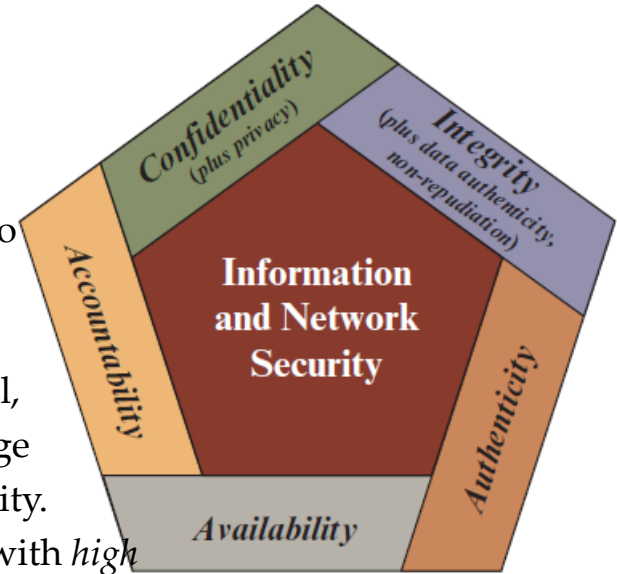 Confidentiality
(plus privacy)
Integrity
(plus data authenticity,
non-repudiation)
Accountability
Information
and Network
Security
Authenticity
Availability
o
l,
ge
ity.
with high